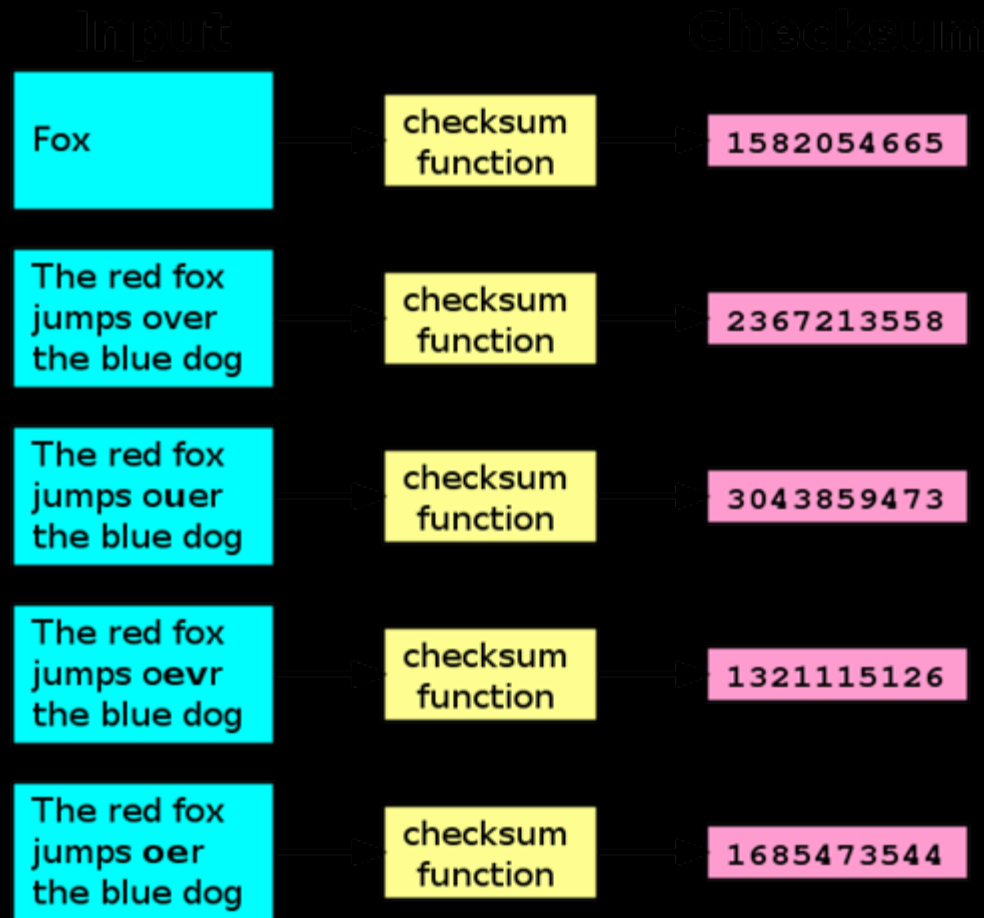 Input
Checksum
Fox
checksum
function
1582054665
The red fox
jumps over
the blue dog
checksum
function
2367213558
The red fox
jumps ouer
the blue dog
checksum
function
3043859473
The red fox
jumps oevr
the blue dog
checksum
function
1321115126
The red fox
jumps oer
the blue dog
checksum
function
1685473544